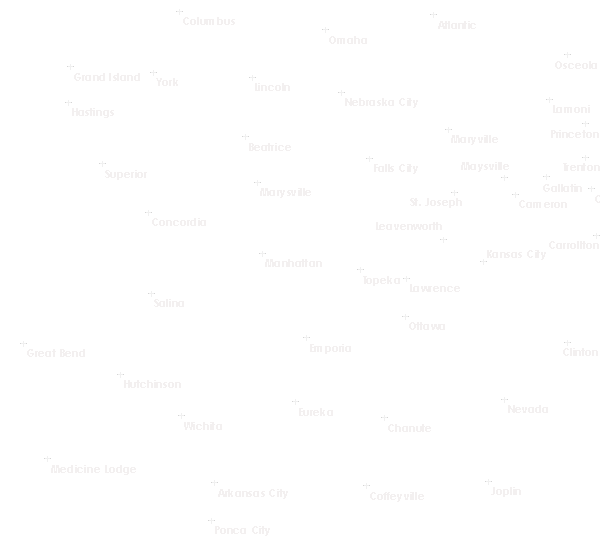 Columbus
Atlantic
Omaha
Osceola
Grand Island
York
Lincoln
Nebraska City
Hastings
Lamoni
Princeton
Maryville
Beatrice
Falls City
Maysville
Trenton
Superior
Marysville
Gallatin
St. Joseph
Cameron
C
Concordia
Leavenworth
Carrollton
Kansas City
Manhattan
Topeka
Lawrence
Salina
Ottawa
Emporia
Great Bend
Clinton
Hutchinson
Eureka
Nevada
Wichita
Chanute
Medicine Lodge
Arkansas City
Coffeyville
Joplin
Ponca City